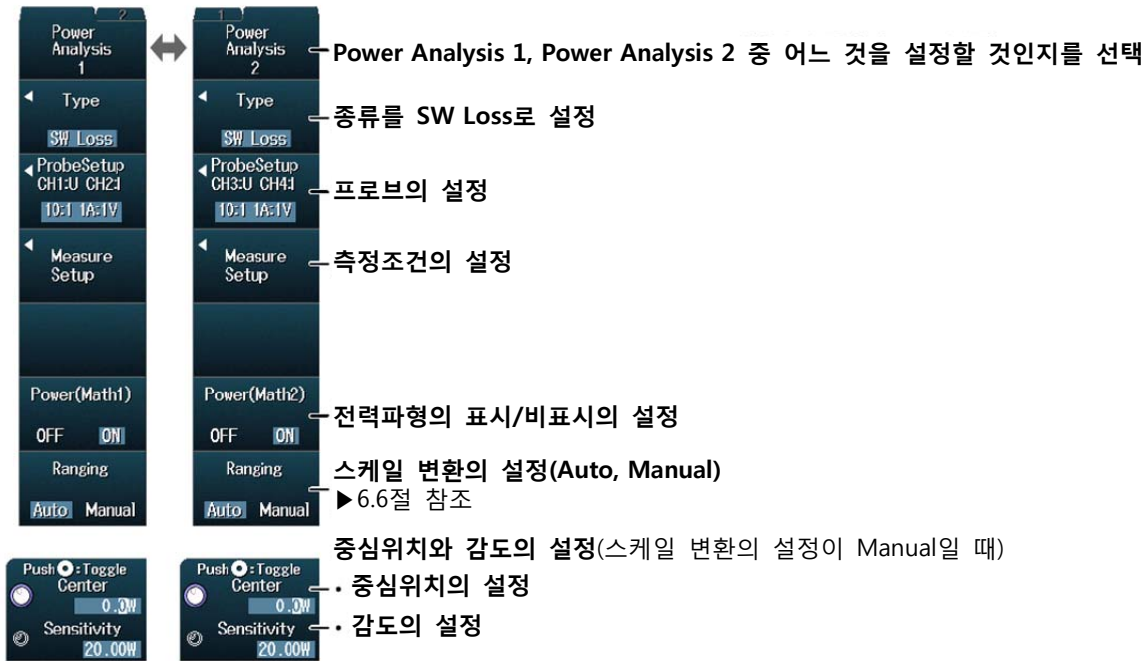 2
Power
Analysis
1
Type
SW Loss
ProbeSetup
CH1:U CH2:I
10:1 1A:1V
Measure
Setup
Power(Math1)
OFF ON
Ranging
Auto Manual
Push :Toggle
Center
0.0W
Sensitivity
20.00W
1
Power
Analysis
2
Type
SW Loss
ProbeSetup
CH3:U CH4:I
10:1 1A:1V
Measure
Setup
Power(Math2)
OFF ON
Ranging
Auto Manual
Push :Toggle
Center
0.0W
Sensitivity
20.00W
Power Analysis 1, Power Analysis 2 중 어느 것을 설정할 것인지를 선택
종류를 SW Loss로 설정
프로브의 설정
측정조건의 설정
전력파형의 표시/비표시의 설정
스케일 변환의 설정(Auto, Manual)
▶6.6절 참조
중심위치와 감도의 설정(스케일 변환의 설정이 Manual일 때)
· 중심위치의 설정
· 감도의 설정